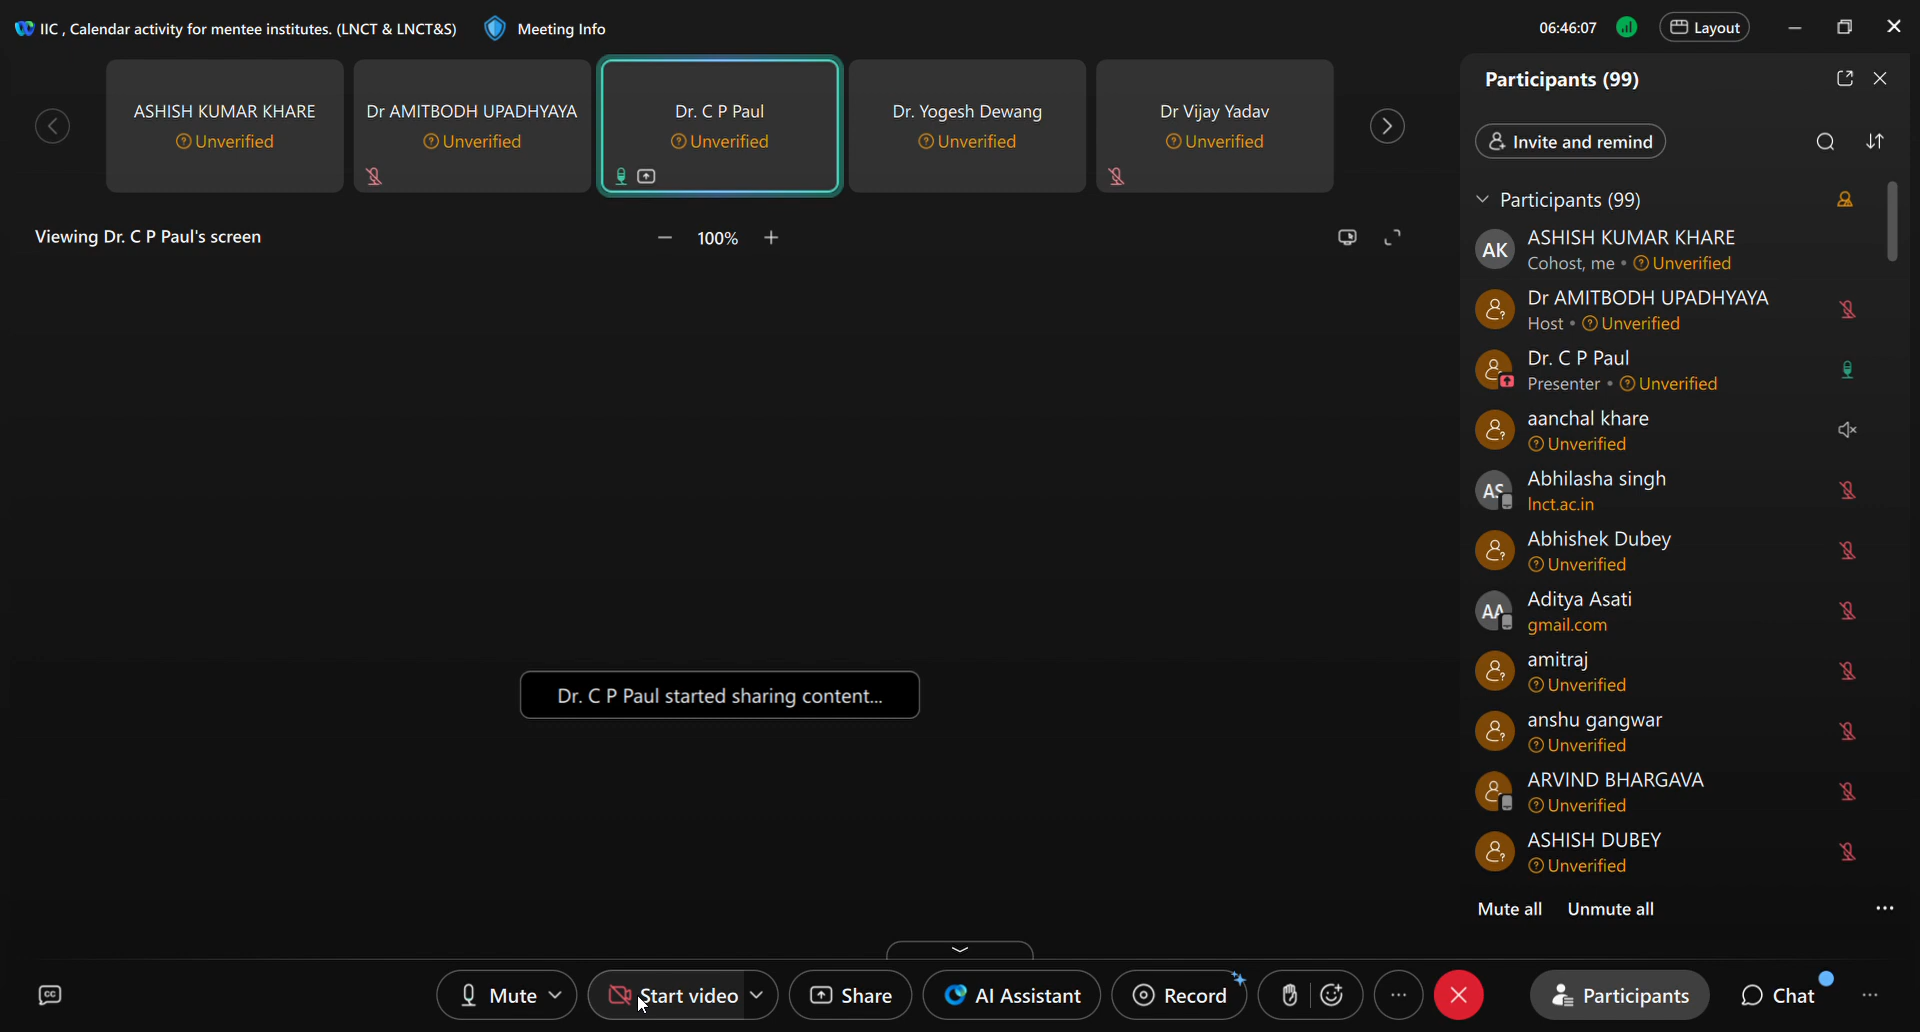 IIC , Calendar activity for mentee institutes. (LNCT & LNCT&S)
Meeting Info
06:46:07
Layout
ASHISH KUMAR KHARE
Unverified
Dr AMITBODH UPADHYAYA
Unverified
Dr. C P Paul
Unverified
Dr. Yogesh Dewang
Unverified
Dr Vijay Yadav
Unverified
Viewing Dr. C P Paul's screen
100%
Dr. C P Paul started sharing content...
Participants (99)
Invite and remind
Participants (99)
AK
ASHISH KUMAR KHARE
Cohost, me • Unverified
Dr AMITBODH UPADHYAYA
Host • Unverified
Dr. C P Paul
Presenter • Unverified
aanchal khare
Unverified
AS
Abhilasha singh
lnct.ac.in
Abhishek Dubey
Unverified
AA
Aditya Asati
gmail.com
amitraj
Unverified
anshu gangwar
Unverified
ARVIND BHARGAVA
Unverified
ASHISH DUBEY
Unverified
Mute all Unmute all
CC
Mute
Start video
Share
AI Assistant
Record
Participants
Chat